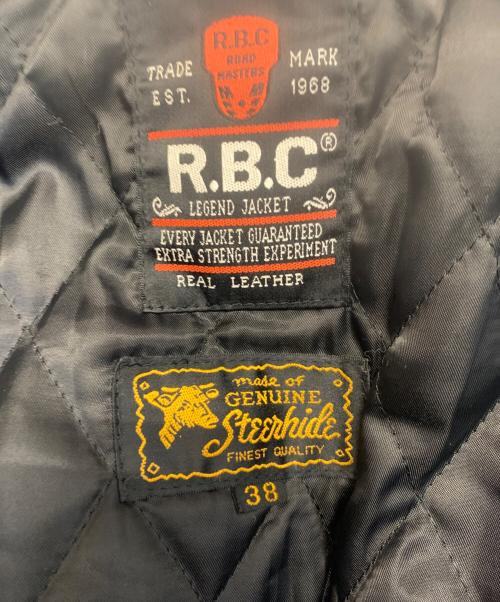 R.B.C
ROAD
MASTERS
TRADE MARK
EST. 1968
R.B.C®
LEGEND JACKET
EVERY JACKET GUARANTEED
EXTRA STRENGTH EXPERIMENT
REAL LEATHER
made of
GENUINE
Steerhide
FINEST QUALITY
38